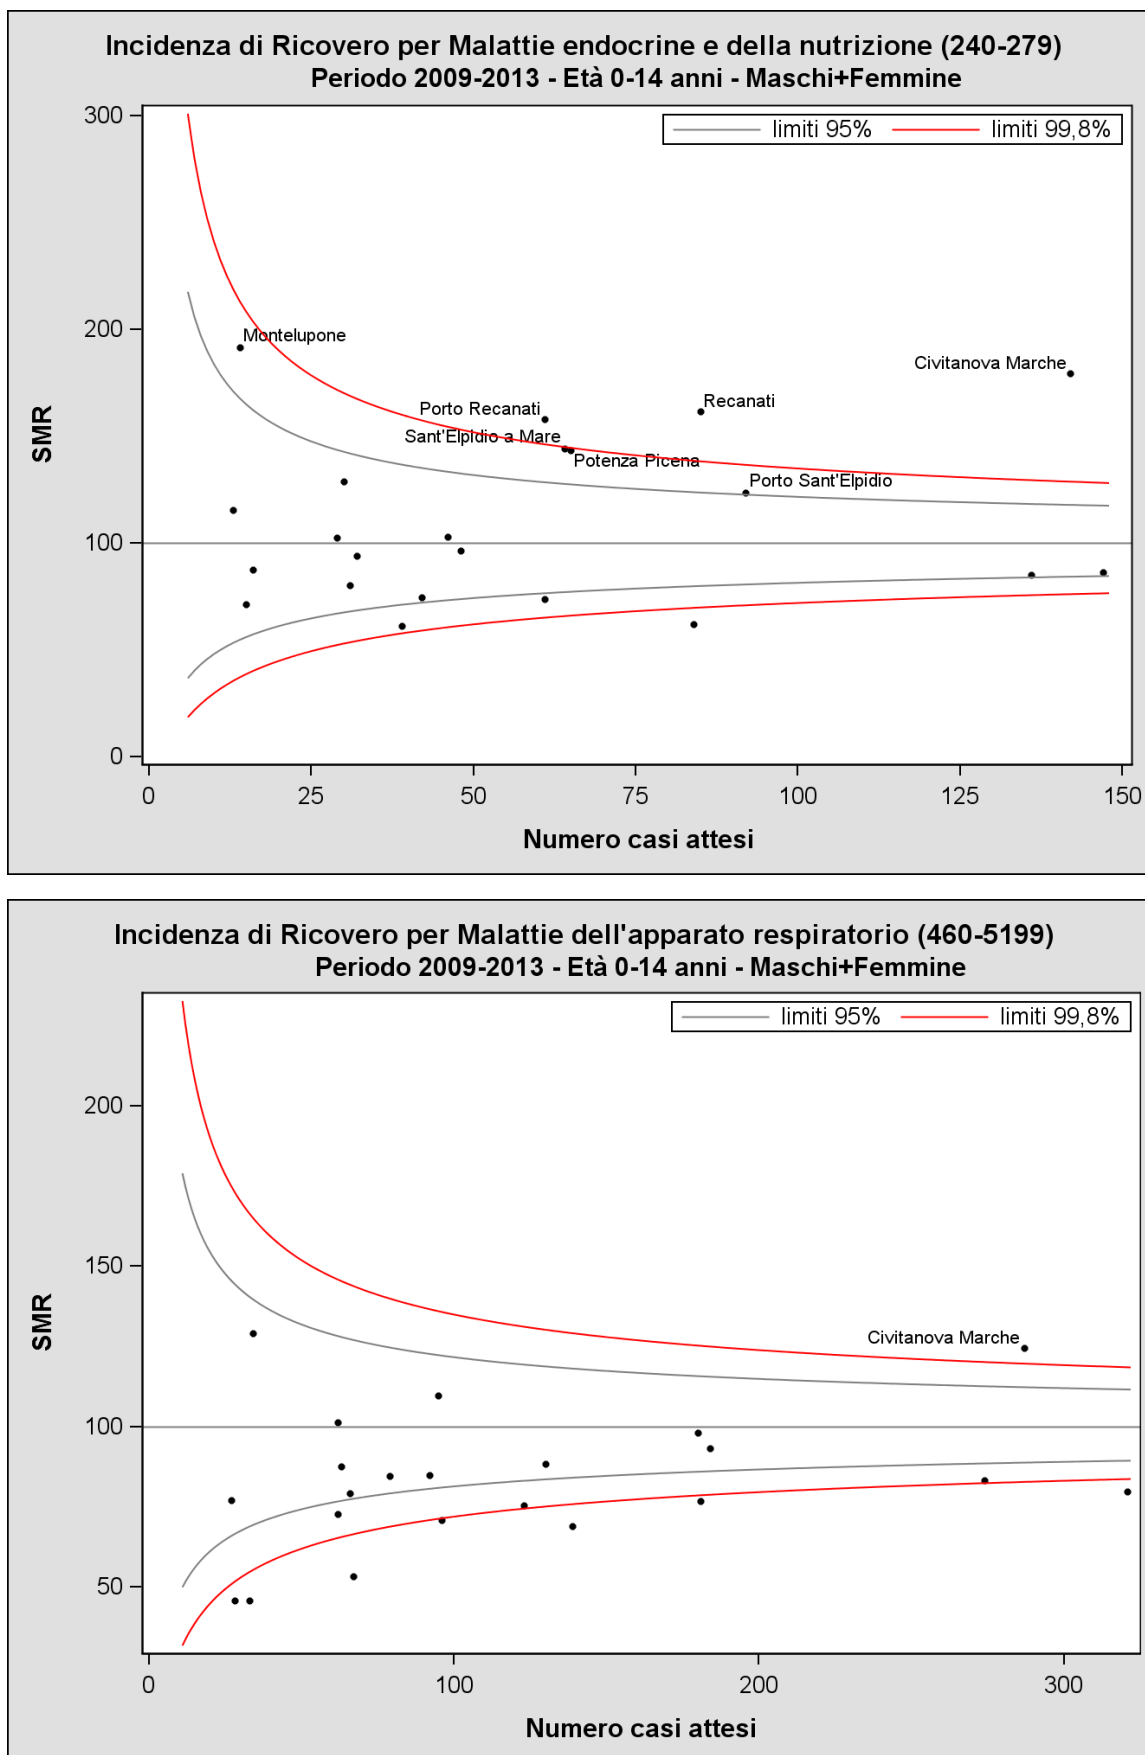 Incidenza di Ricovero per Malattie endocrine e della nutrizione (240-279)
Periodo 2009-2013 - Età 0-14 anni - Maschi+Femmine
limiti 95% limiti 99,8%
300
200
100
0
SMR
Montelupone
Civitanova Marche
Recanati
Porto Recanati
Sant'Elpidio a Mare
Potenza Picena
Porto Sant'Elpidio
0 25 50 75 100 125 150
Numero casi attesi
Incidenza di Ricovero per Malattie dell'apparato respiratorio (460-5199)
Periodo 2009-2013 - Età 0-14 anni - Maschi+Femmine
limiti 95% limiti 99,8%
200
150
100
50
SMR
Civitanova Marche
0 100 200 300
Numero casi attesi